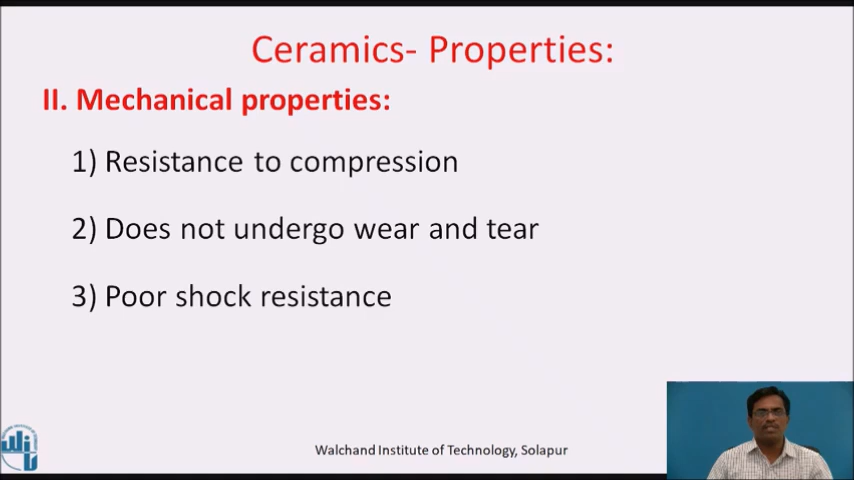 Ceramics- Properties:
II. Mechanical properties:
1) Resistance to compression
2) Does not undergo wear and tear
3) Poor shock resistance
Walchand Institute of Technology, Solapur